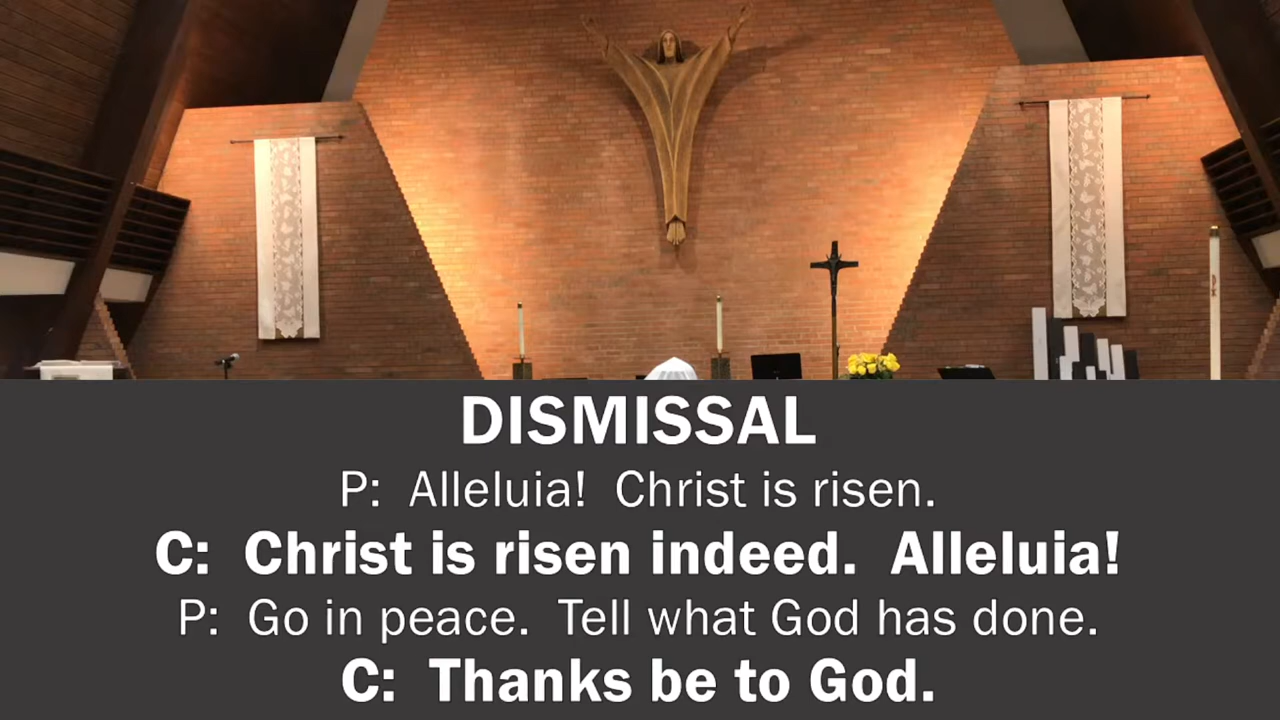 DISMISSAL
P: Alleluia! Christ is risen.
C: Christ is risen indeed. Alleluia!
P: Go in peace. Tell what God has done.
C: Thanks be to God.